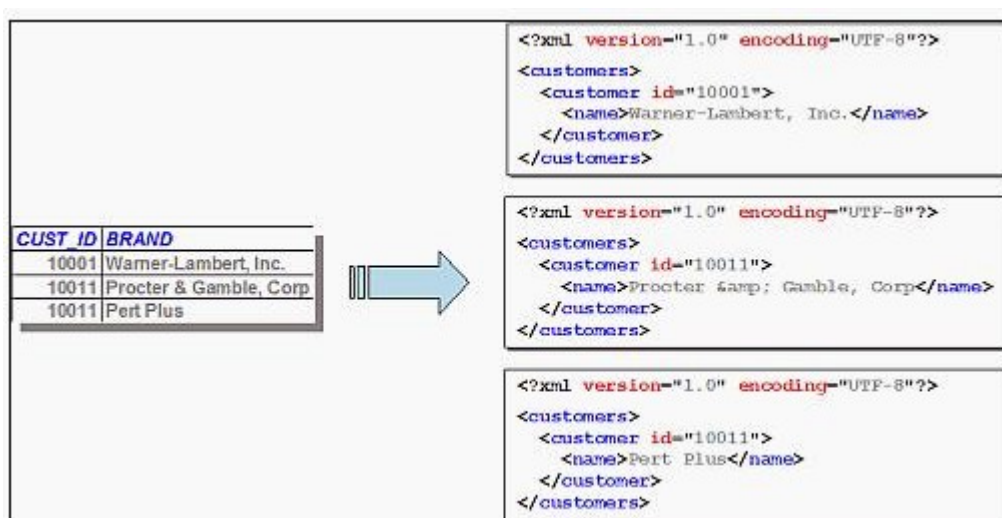 CUST_ID BRAND
10001 Warner-Lambert, Inc.
10011 Procter & Gamble, Corp
10011 Pert Plus
<?xml version="1.0" encoding="UTF-8"?>
<customers>
<customer id="10001">
<name>Warner-Lambert, Inc.</name>
</customer>
</customers>
<?xml version="1.0" encoding="UTF-8"?>
<customers>
<customer id="10011">
<name>Procter &amp; Gamble, Corp</name>
</customer>
</customers>
<?xml version="1.0" encoding="UTF-8"?>
<customers>
<customer id="10011">
<name>Pert Plus</name>
</customer>
</customers>